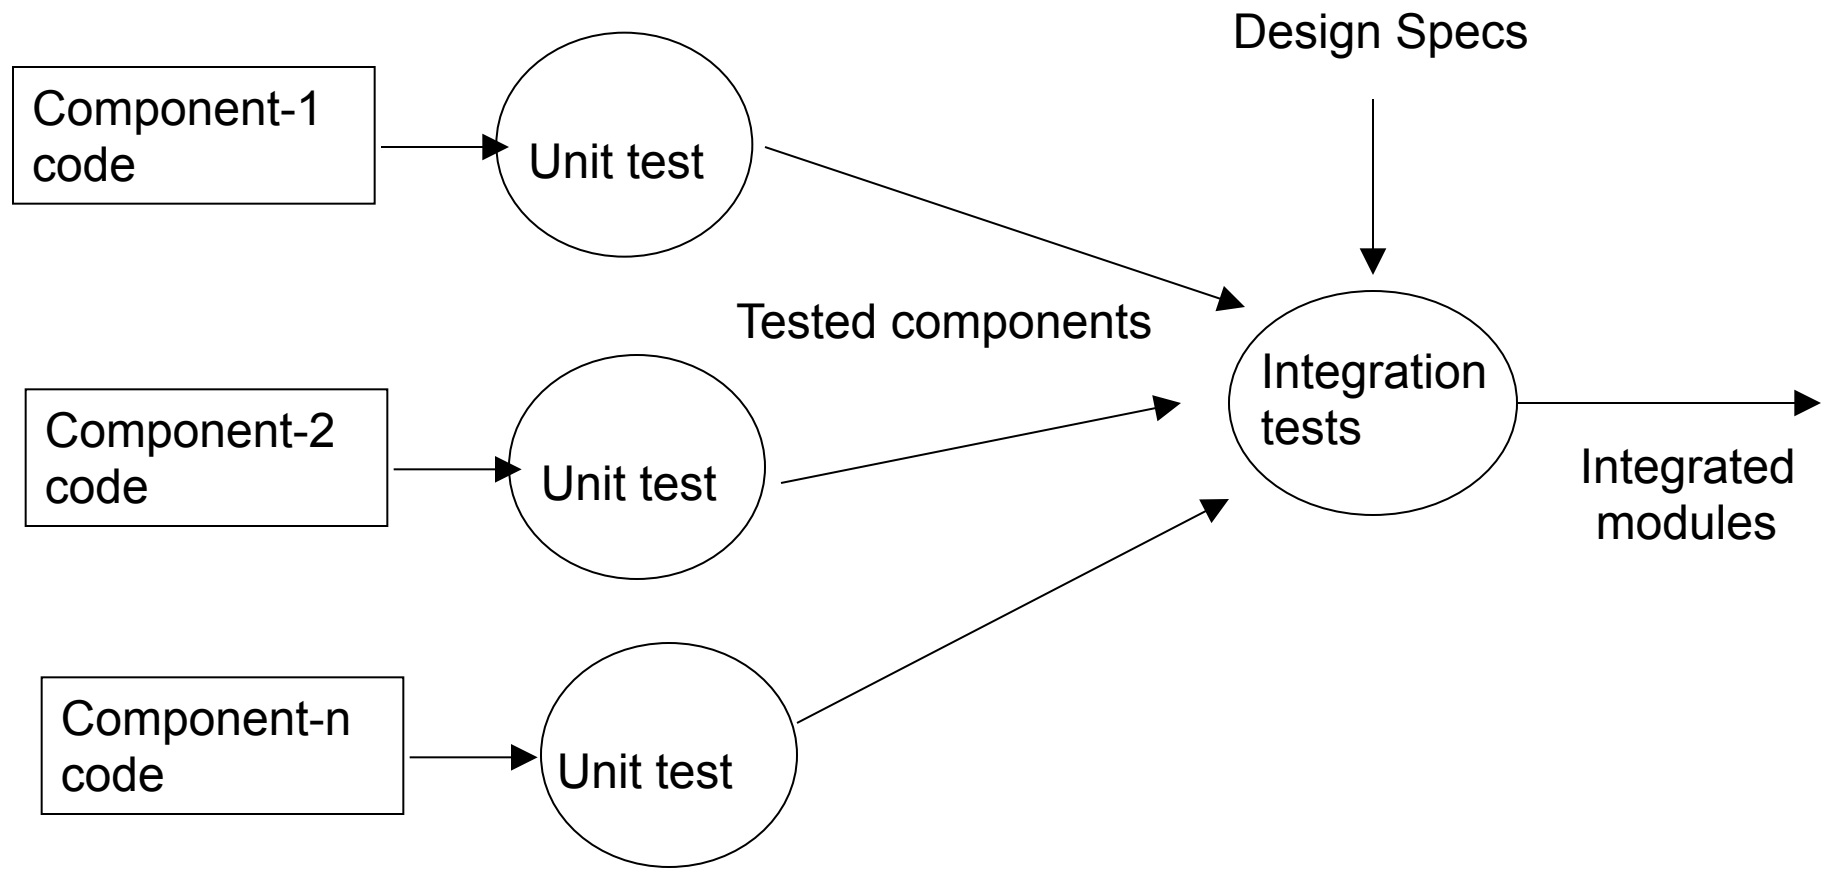 Design Specs
Component-1
code
Unit test
Tested components
Component-2
code
Unit test
Integration
tests
Integrated
modules
Component-n
code
Unit test